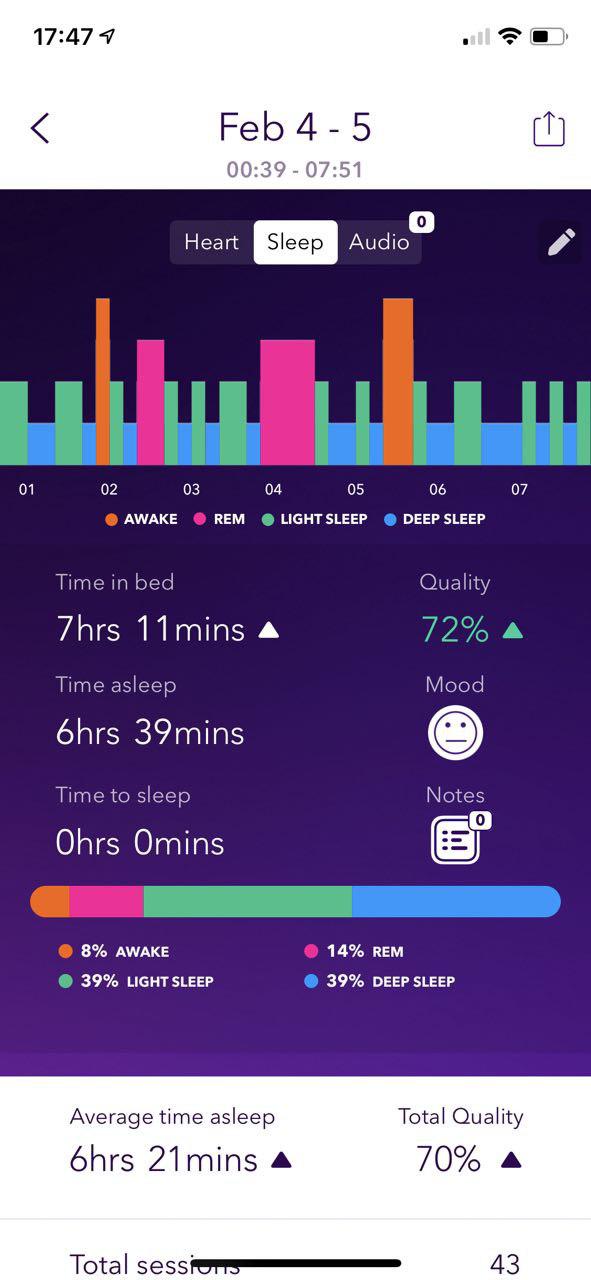 17:47
Feb 4 - 5
00:39 - 07:51
0
Heart Sleep Audio
01 02 03 04 05 06 07
AWAKE REM LIGHT SLEEP DEEP SLEEP
Time in bed Quality
7hrs 11mins 72%
Time asleep Mood
6hrs 39mins
Time to sleep Notes
0
0hrs 0mins
8% AWAKE 14% REM
39% LIGHT SLEEP 39% DEEP SLEEP
Average time asleep Total Quality
6hrs 21mins 70%
Total sessions 43